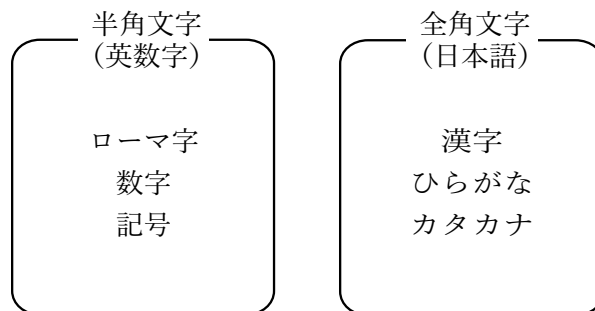 半角文字
(英数字)
ローマ字
数字
記号
全角文字
(日本語)
漢字
ひらがな
カタカナ